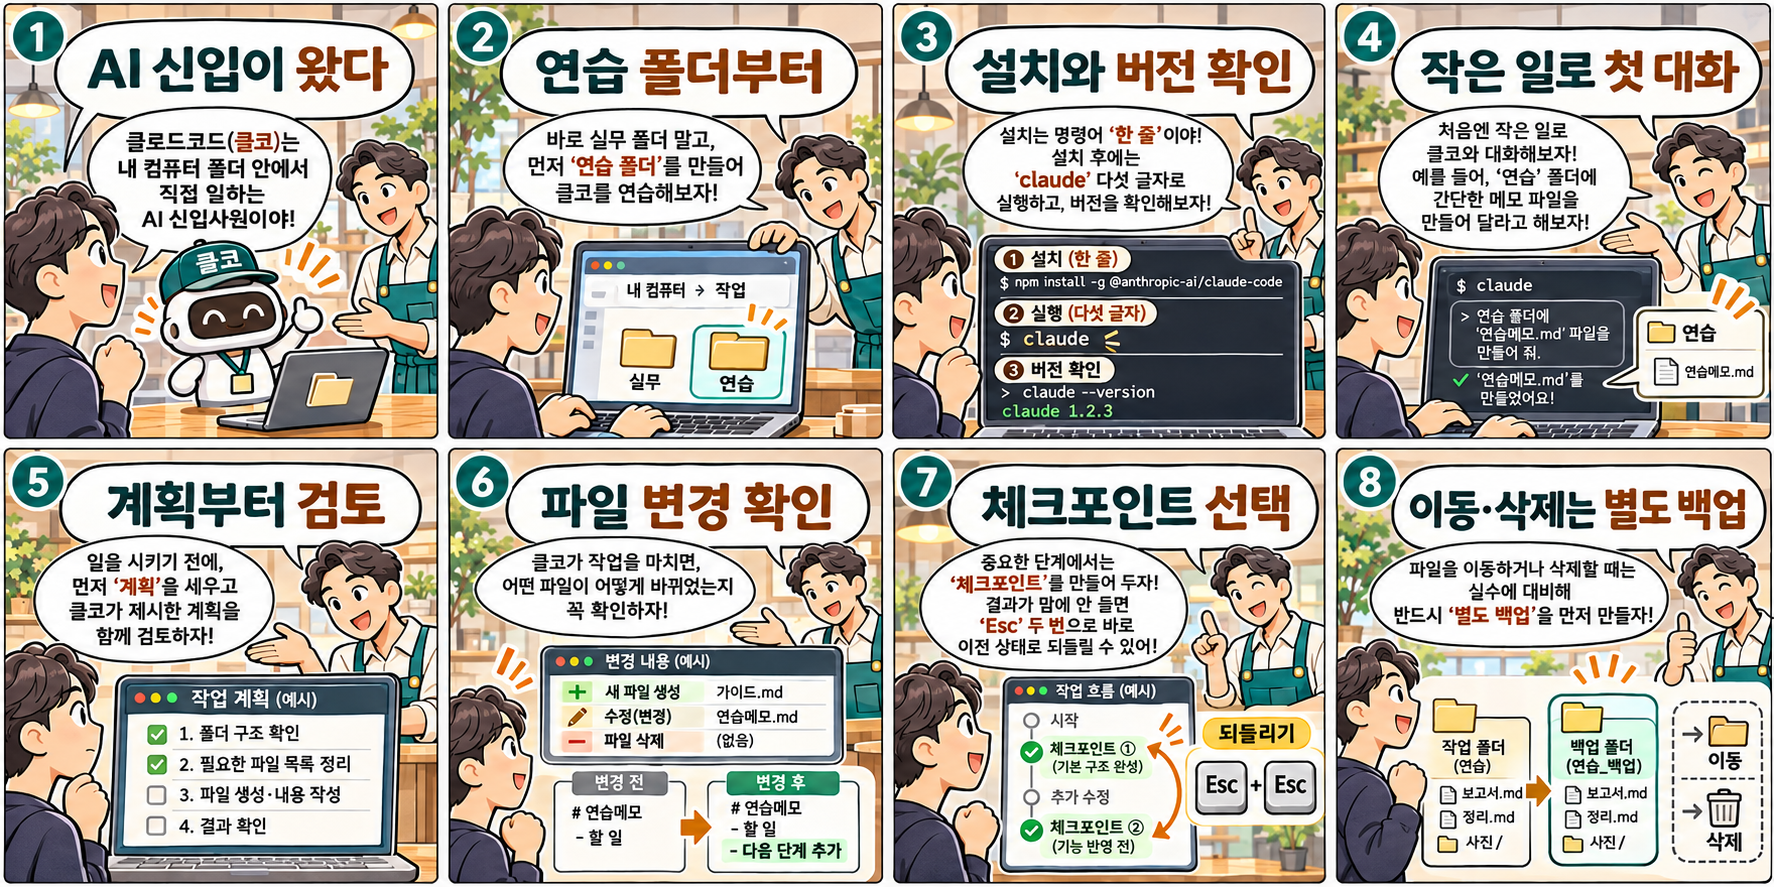 1
AI 신입이 왔다
클로드코드(클코)는
내 컴퓨터 폴더 안에서
직접 일하는
AI 신입사원이야!
클코
2
연습 폴더부터
바로 실무 폴더 말고,
먼저 ‘연습 폴더’를 만들어
클코를 연습해보자!
내 컴퓨터 → 작업
실무
연습
3
설치와 버전 확인
설치는 명령어 ‘한 줄’이야!
설치 후에는
‘claude’ 다섯 글자로
실행하고, 버전을 확인해보자!
1 설치 (한 줄)
$ npm install -g @anthropic-ai/claude-code
2 실행 (다섯 글자)
$ claude
3 버전 확인
> claude --version
claude 1.2.3
4
작은 일로 첫 대화
처음엔 작은 일로
클코와 대화해보자!
예를 들어, ‘연습’ 폴더에
간단한 메모 파일을
만들어 달라고 해보자!
$ claude
> 연습 폴더에
‘연습메모.md’ 파일을
만들어 줘.
✓ ‘연습메모.md’를
만들었어요!
연습
연습메모.md
5
계획부터 검토
일을 시키기 전에,
먼저 ‘계획’을 세우고
클코가 제시한 계획을
함께 검토하자!
작업 계획 (예시)
1. 폴더 구조 확인
2. 필요한 파일 목록 정리
3. 파일 생성·내용 작성
4. 결과 확인
6
파일 변경 확인
클코가 작업을 마치면,
어떤 파일이 어떻게 바뀌었는지
꼭 확인하자!
변경 내용 (예시)
+ 새 파일 생성 가이드.md
수정(변경) 연습메모.md
− 파일 삭제 (없음)
변경 전
# 연습메모
- 할 일
변경 후
# 연습메모
- 할 일
- 다음 단계 추가
7
체크포인트 선택
중요한 단계에서는
‘체크포인트’를 만들어 두자!
결과가 맘에 안 들면
‘Esc’ 두 번으로 바로
이전 상태로 되돌릴 수 있어!
작업 흐름 (예시)
시작
체크포인트 ①
(기본 구조 완성)
추가 수정
체크포인트 ②
(기능 반영 전)
되돌리기
Esc + Esc
8
이동·삭제는 별도 백업
파일을 이동하거나 삭제할 때는
실수에 대비해
반드시 ‘별도 백업’을 먼저 만들자!
작업 폴더
(연습)
보고서.md
정리.md
사진/
백업 폴더
(연습_백업)
보고서.md
정리.md
사진/
이동
삭제